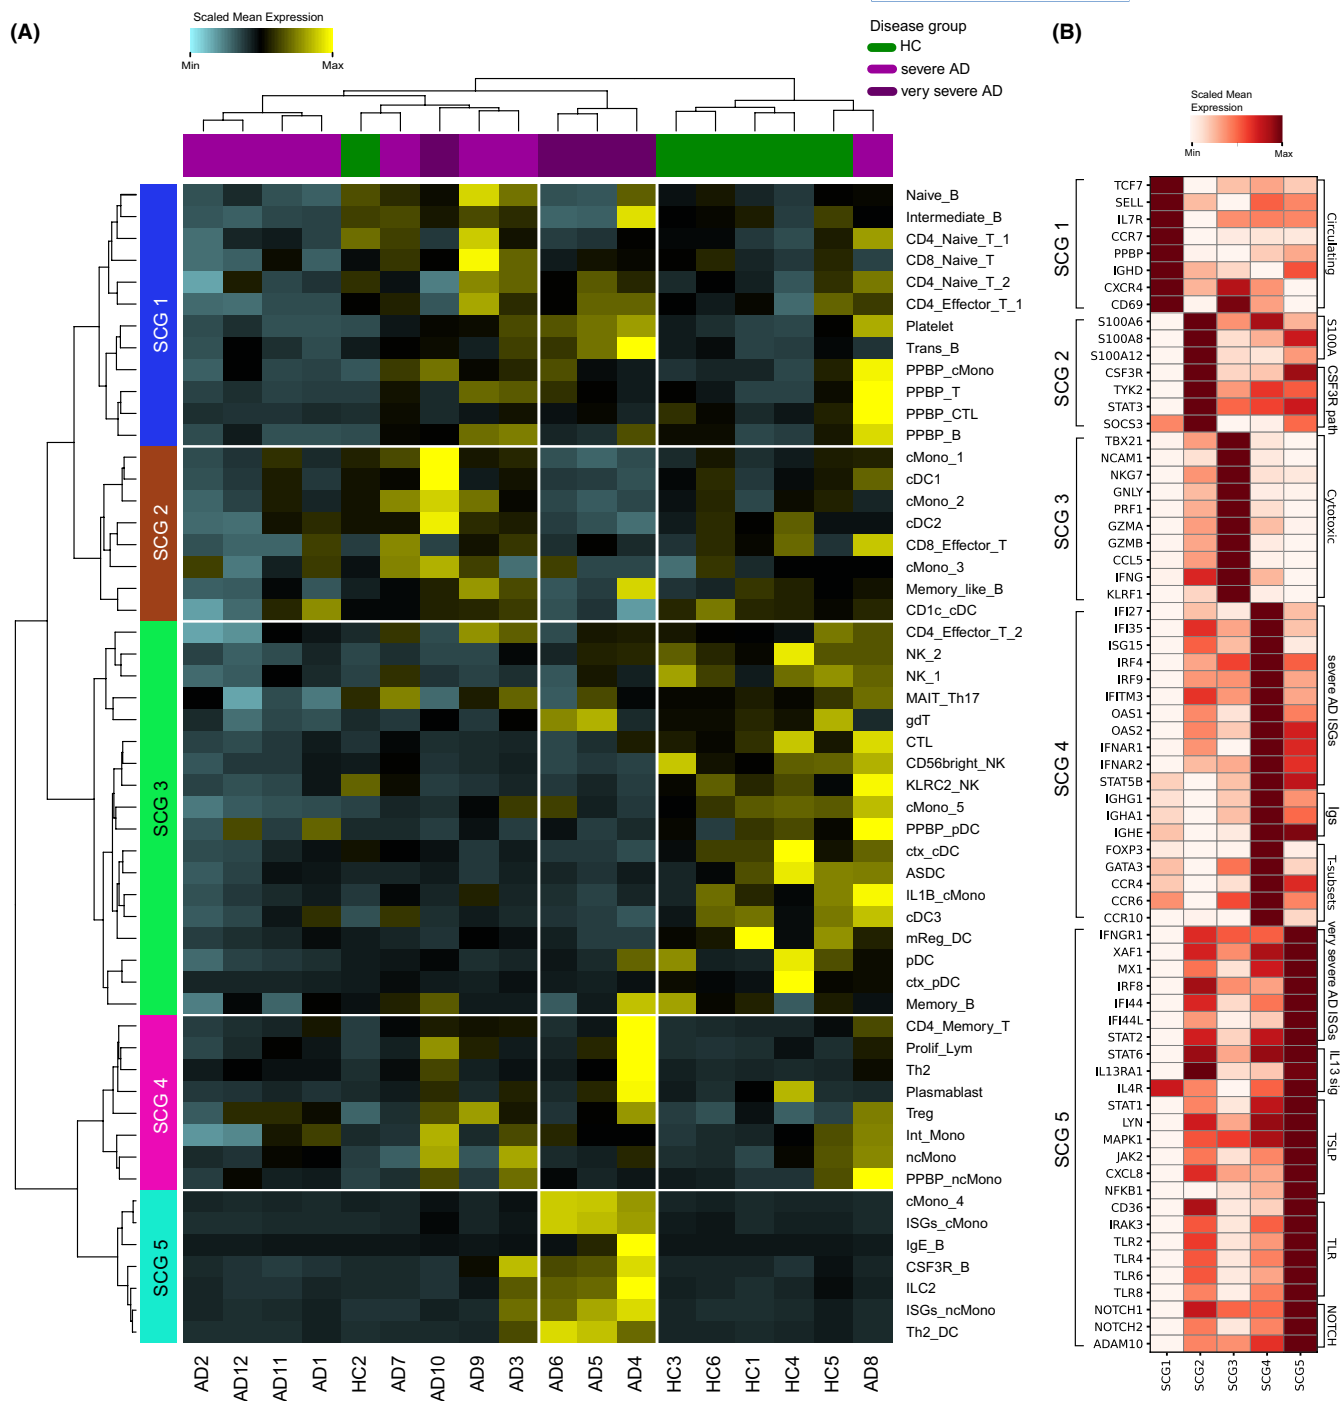 (A)
Scaled Mean Expression
Min
Max
Disease group
HC
severe AD
very severe AD
SCG 1
SCG 2
SCG 3
SCG 4
SCG 5
Naive_B
Intermediate_B
CD4_Naive_T_1
CD8_Naive_T
CD4_Naive_T_2
CD4_Effector_T_1
Platelet
Trans_B
PPBP_cMono
PPBP_T
PPBP_CTL
PPBP_B
cMono_1
cDC1
cMono_2
cDC2
CD8_Effector_T
cMono_3
Memory_like_B
CD1c_cDC
CD4_Effector_T_2
NK_2
NK_1
MAIT_Th17
gdT
CTL
CD56bright_NK
KLRC2_NK
cMono_5
PPBP_pDC
ctx_cDC
ASDC
IL1B_cMono
cDC3
mReg_DC
pDC
ctx_pDC
Memory_B
CD4_Memory_T
Prolif_Lym
Th2
Plasmablast
Treg
Int_Mono
ncMono
PPBP_ncMono
cMono_4
ISGs_cMono
IgE_B
CSF3R_B
ILC2
ISGs_ncMono
Th2_DC
AD2
AD12
AD11
AD1
HC2
AD7
AD10
AD9
AD3
AD6
AD5
AD4
HC3
HC6
HC1
HC4
HC5
AD8
(B)
Scaled Mean
Expression
Min
Max
SCG 1
SCG 2
SCG 3
SCG 4
SCG 5
TCF7
SELL
IL7R
CCR7
PPBP
IGHD
CXCR4
CD69
S100A6
S100A8
S100A12
CSF3R
TYK2
STAT3
SOCS3
TBX21
NCAM1
NKG7
GNLY
PRF1
GZMA
GZMB
CCL5
IFNG
KLRF1
IFI27
IFI35
ISG15
IRF4
IRF9
IFITM3
OAS1
OAS2
IFNAR1
IFNAR2
STAT5B
IGHG1
IGHA1
IGHE
FOXP3
GATA3
CCR4
CCR6
CCR10
IFNGR1
XAF1
MX1
IRF8
IFI44
IFI44L
STAT2
STAT6
IL13RA1
IL4R
STAT1
LYN
MAPK1
JAK2
CXCL8
NFKB1
CD36
IRAK3
TLR2
TLR4
TLR6
TLR8
NOTCH1
NOTCH2
ADAM10
Circulating
S100A
CSF3R path
Cytotoxic
severe AD ISGs
Igs
T-subsets
very severe AD ISGs
IL13 sig
TSLP
TLR
NOTCH
SCG1
SCG2
SCG3
SCG4
SCG5